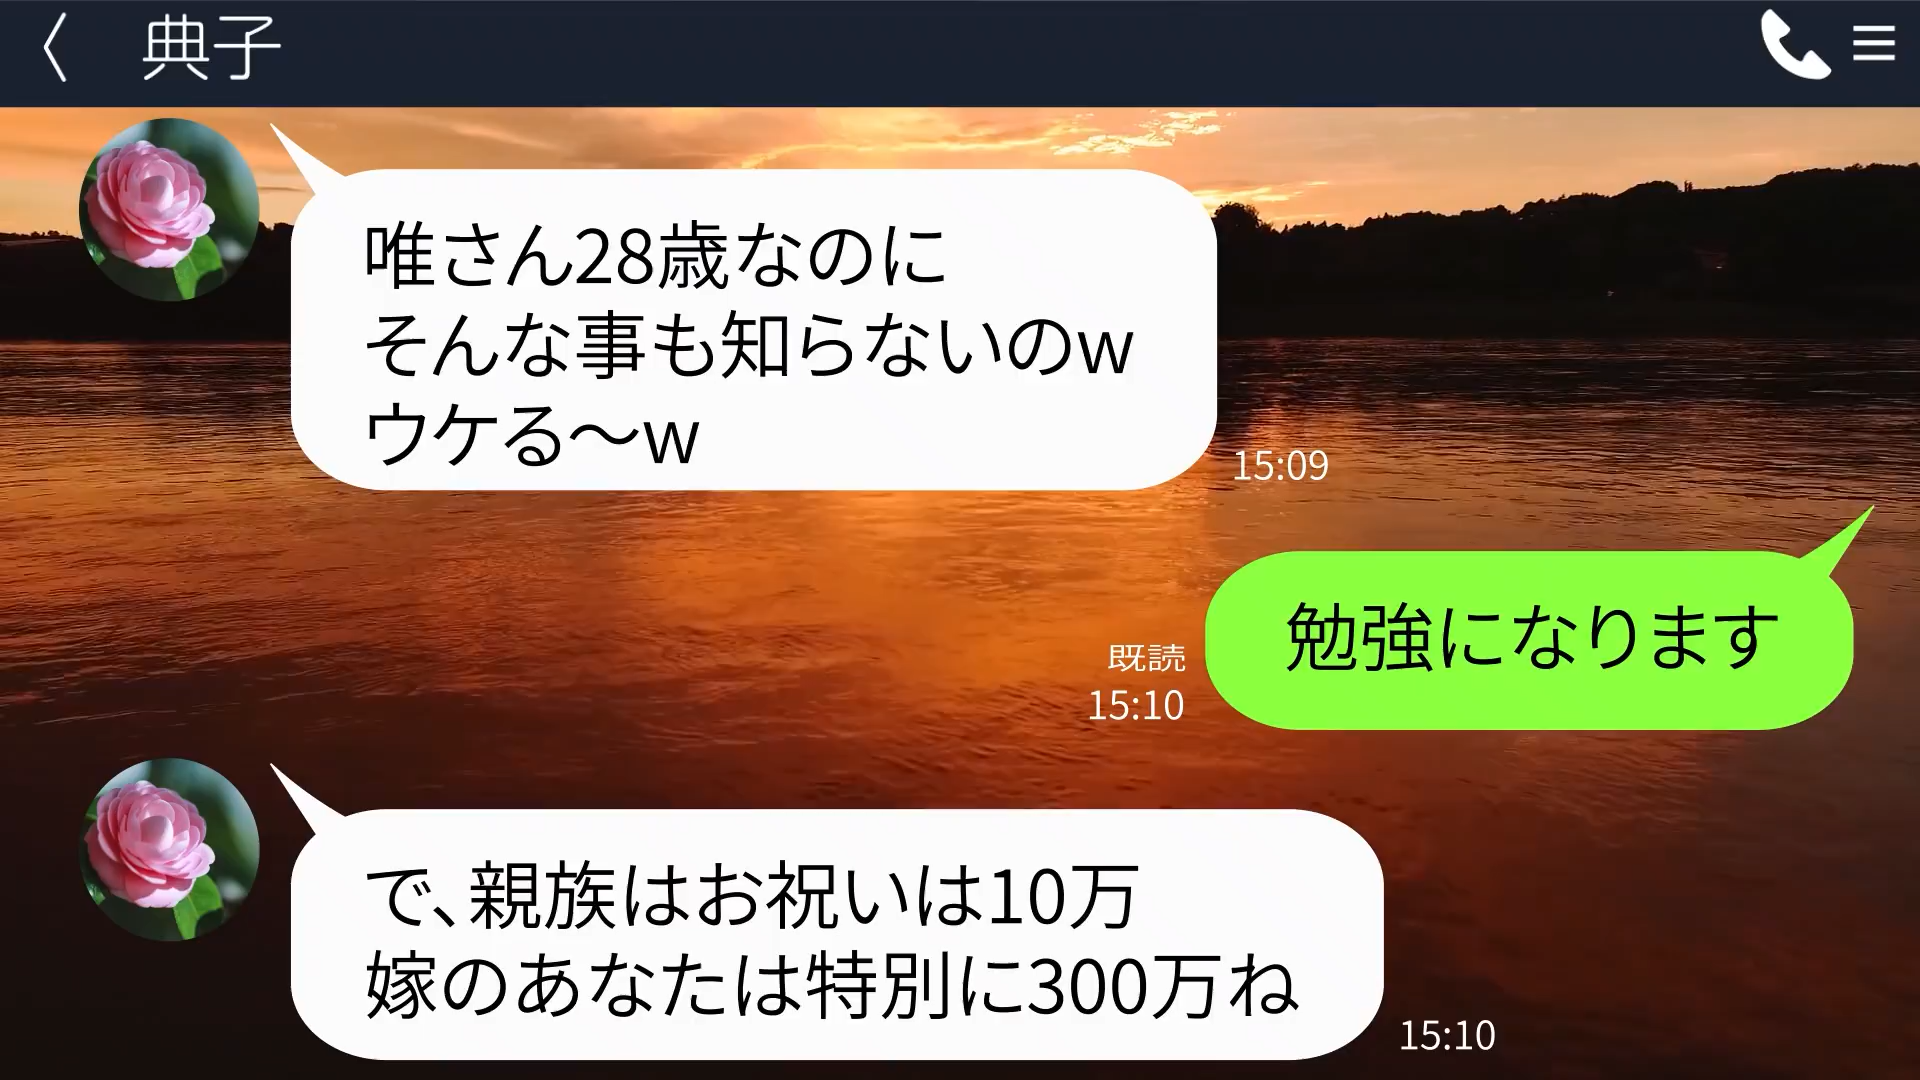 典子
唯さん28歳なのに
そんな事も知らないのw
ウケる〜w
15:09
勉強になります
既読
15:10
で、親族はお祝いは10万
嫁のあなたは特別に300万ね
15:10